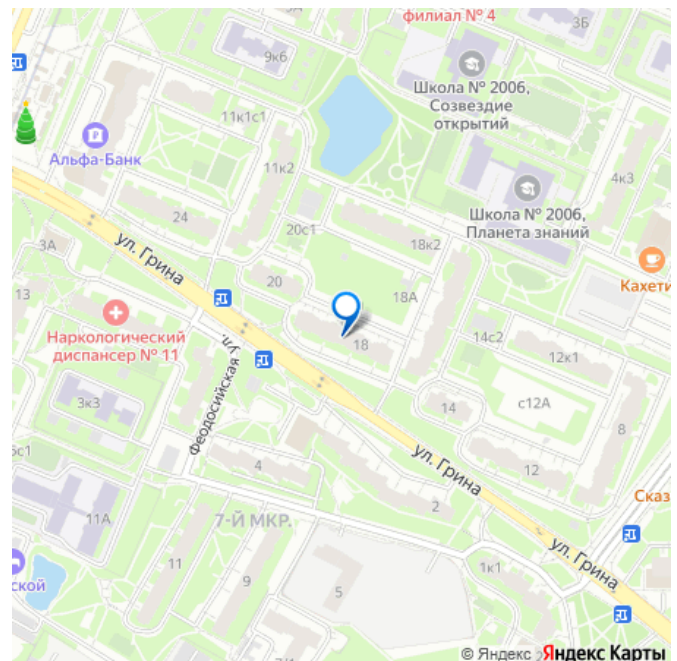 филиал № 4
3Б
9к6
Школа № 2006,
Созвездие
открытий
11к1с1
Альфа-Банк
11к2
4к3
Школа № 2006,
Планета знаний
24
20с1
18к2
ул. Грина
3А
Кахети
20
18А
13
Наркологический
диспансер № 11
18
14с2
12к1
Феодосийская ул.
3к3
14
с12А
8
4
ул. Грина
12
Сказ
11А
2
7-Й МКР.
ул. Грина
ской
11
9
5
1к1
© Яндекс
Яндекс Карты